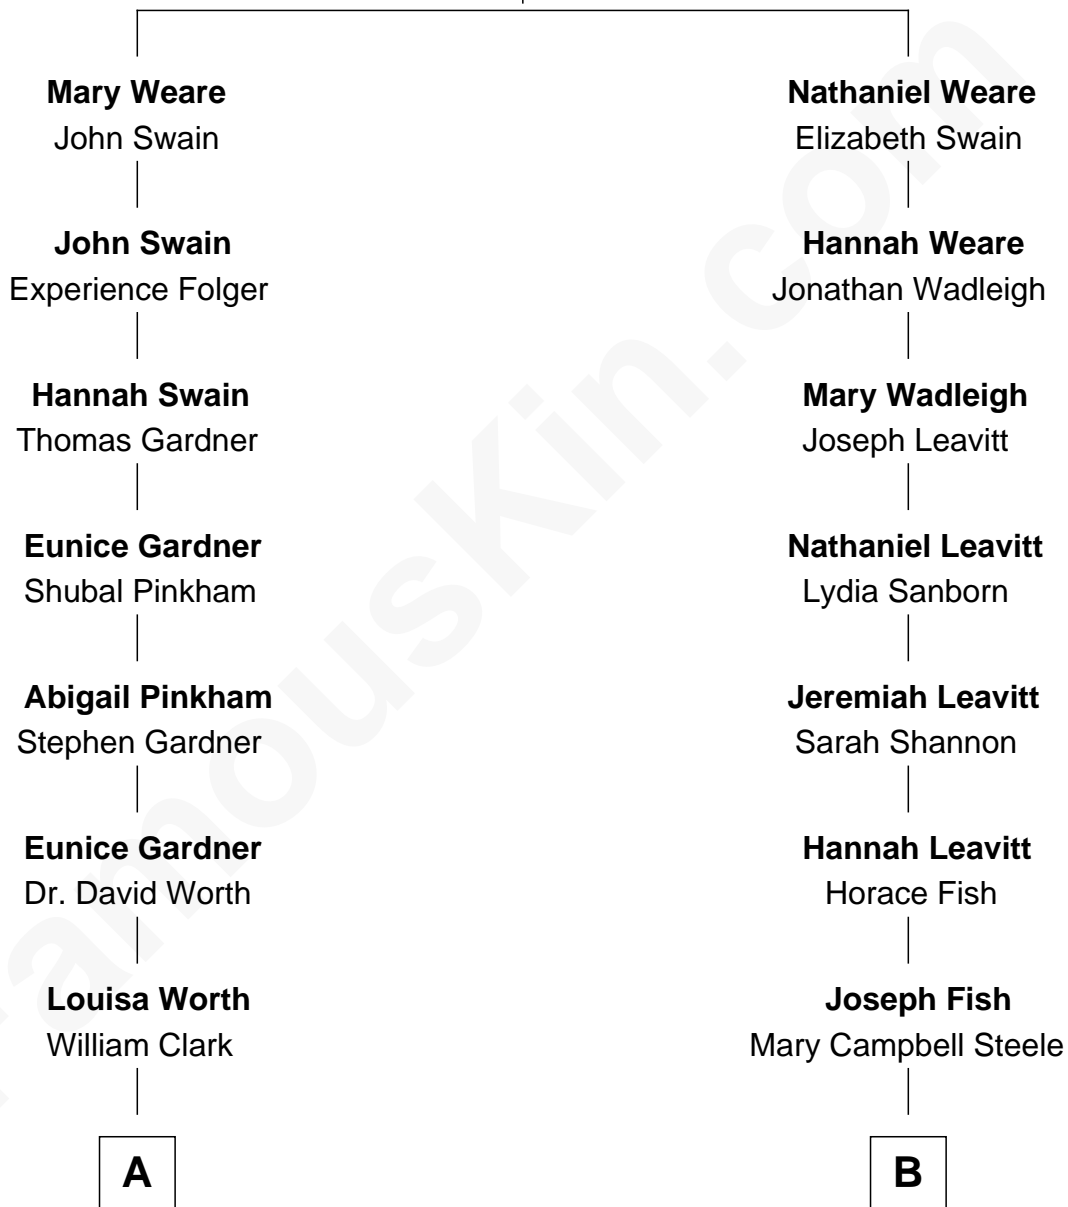 Mary Weare
John Swain
John Swain
Experience Folger
Hannah Swain
Thomas Gardner
Eunice Gardner
Shubal Pinkham
Abigail Pinkham
Stephen Gardner
Eunice Gardner
Dr. David Worth
Louisa Worth
William Clark
A
Nathaniel Weare
Elizabeth Swain
Hannah Weare
Jonathan Wadleigh
Mary Wadleigh
Joseph Leavitt
Nathaniel Leavitt
Lydia Sanborn
Jeremiah Leavitt
Sarah Shannon
Hannah Leavitt
Horace Fish
Joseph Fish
Mary Campbell Steele
B
FamousKin.com